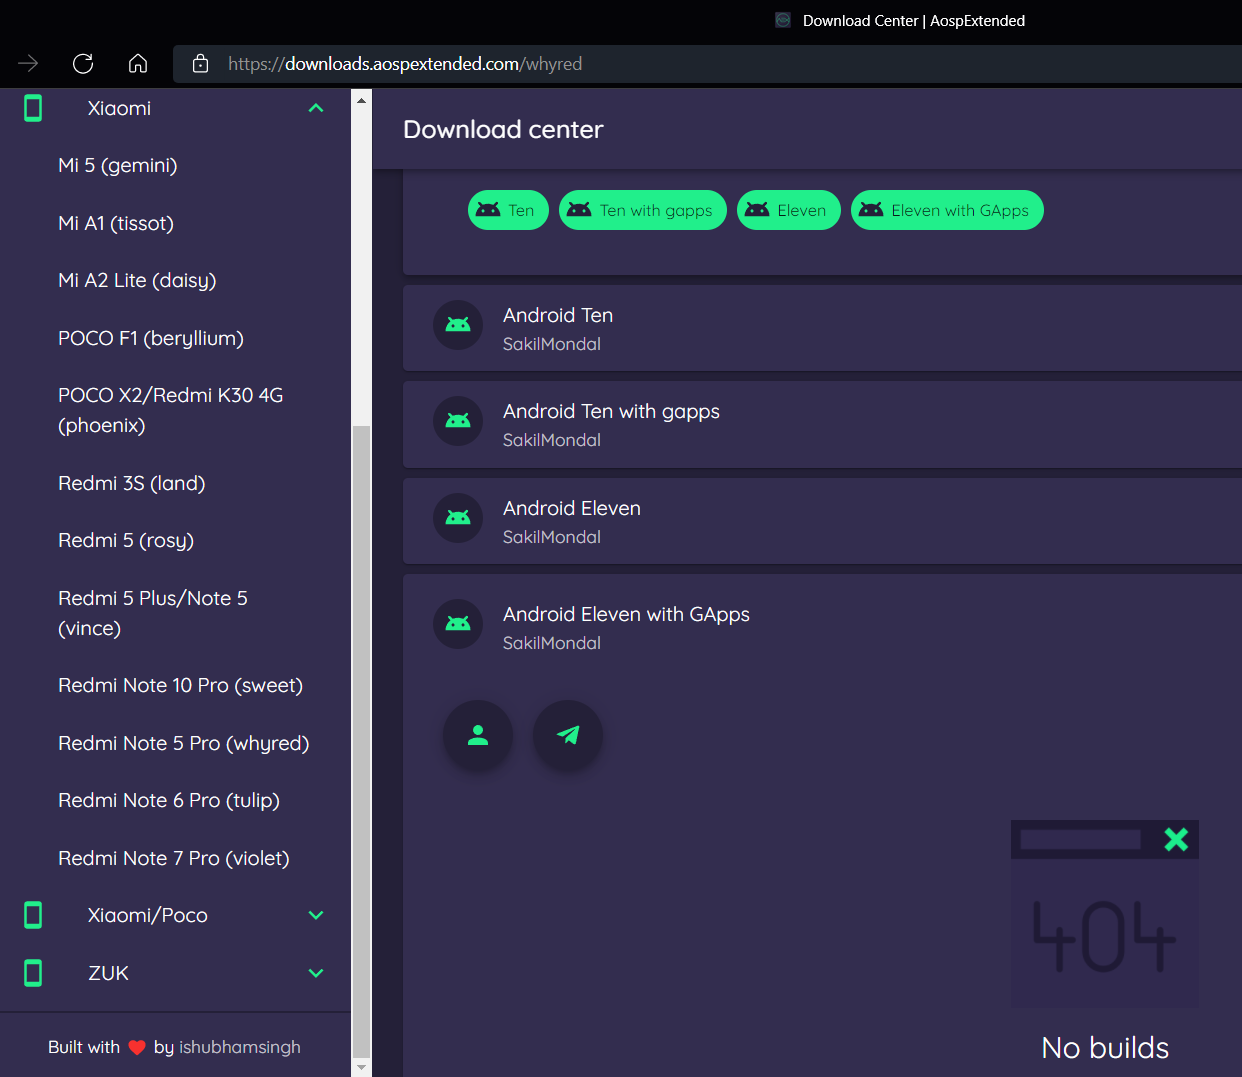 Download Center | AospExtended
https://downloads.aospextended.com/whyred
Xiaomi
Mi 5 (gemini)
Mi A1 (tissot)
Mi A2 Lite (daisy)
POCO F1 (beryllium)
POCO X2/Redmi K30 4G
(phoenix)
Redmi 3S (land)
Redmi 5 (rosy)
Redmi 5 Plus/Note 5
(vince)
Redmi Note 10 Pro (sweet)
Redmi Note 5 Pro (whyred)
Redmi Note 6 Pro (tulip)
Redmi Note 7 Pro (violet)
Xiaomi/Poco
ZUK
Built with ❤ by ishubhamsingh
Download center
Ten
Ten with gapps
Eleven
Eleven with GApps
Android Ten
SakilMondal
Android Ten with gapps
SakilMondal
Android Eleven
SakilMondal
Android Eleven with GApps
SakilMondal
404
No builds